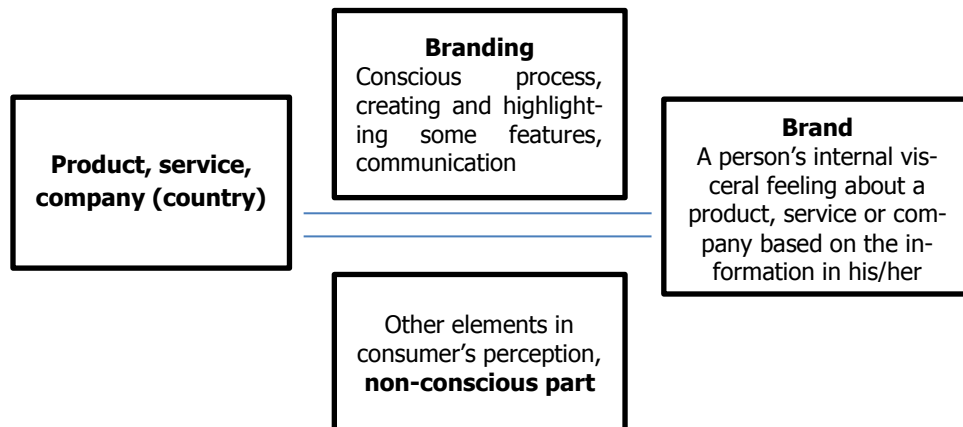 Branding
Conscious process,
creating and highlight-
ing some features,
communication
Product, service,
company (country)
Brand
A person’s internal vis-
ceral feeling about a
product, service or com-
pany based on the in-
formation in his/her
Other elements in
consumer’s perception,
non-conscious part